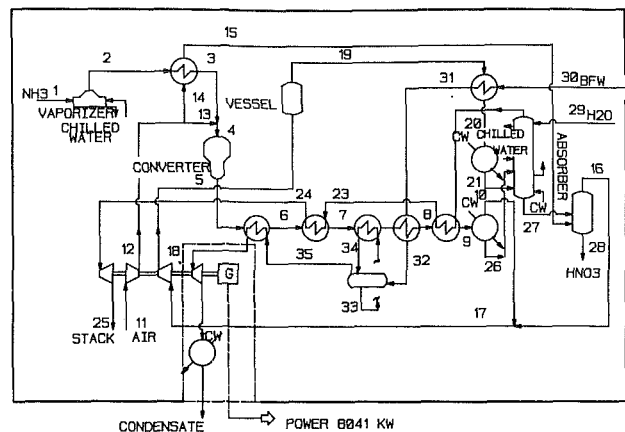 15
2
3
19
31
30 BFW
NH3 1
14
VAPORIZER
CHILLED
WATER
13
VESSEL
29 H2O
20
CW
CHILLED
WATER
ABSORBER
4
CONVERTER
5
24
23
21
10
CW
16
6
7
8
9
CW
27
12
18
34
32
26
28
35
G
HNO3
33
17
25
STACK
11
AIR
CW
CONDENSATE
POWER 8041 KW